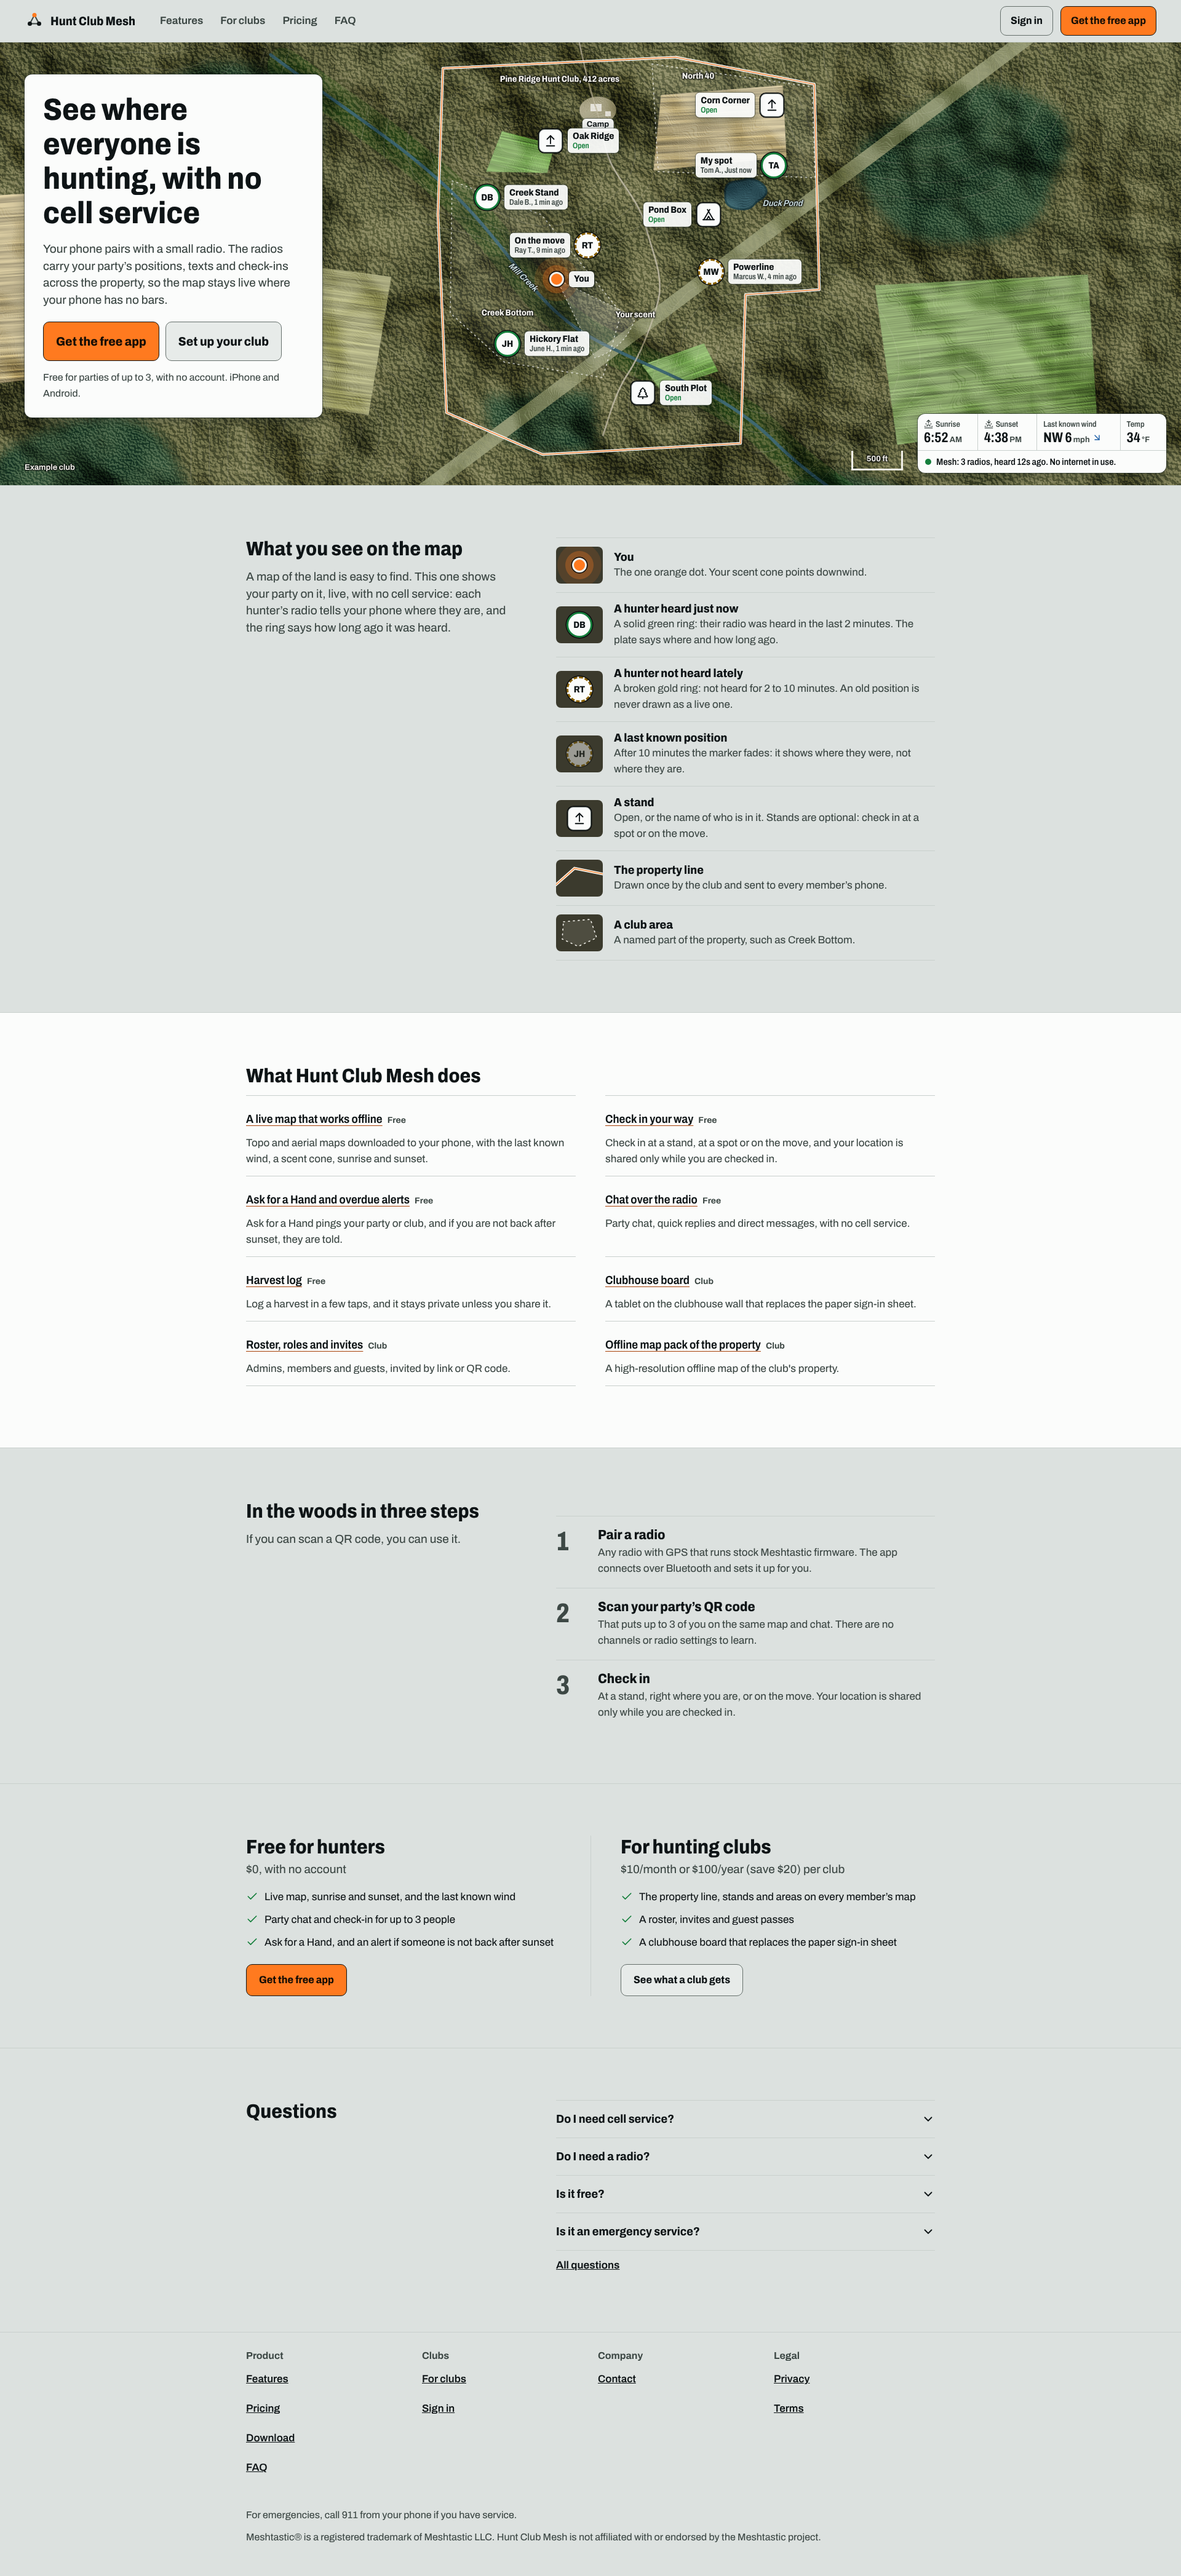 Hunt Club Mesh
Features
For clubs
Pricing
FAQ
Sign in
Get the free app
See where
everyone is
hunting, with no
cell service
Your phone pairs with a small radio. The radios
carry your party’s positions, texts and check-ins
across the property, so the map stays live where
your phone has no bars.
Get the free app
Set up your club
Free for parties of up to 3, with no account. iPhone and
Android.
Example club
Pine Ridge Hunt Club, 412 acres
North 40
Corn Corner
Open
Camp
Oak Ridge
Open
My spot
Tom A., Just now
TA
DB
Creek Stand
Dale B., 1 min ago
Duck Pond
Pond Box
Open
On the move
Ray T., 9 min ago
RT
MW
Powerline
Marcus W., 4 min ago
Mill Creek
You
Creek Bottom
Your scent
JH
Hickory Flat
June H., 1 min ago
South Plot
Open
500 ft
Sunrise
6:52 AM
Sunset
4:38 PM
Last known wind
NW 6 mph
Temp
34 °F
Mesh: 3 radios, heard 12s ago. No internet in use.
What you see on the map
A map of the land is easy to find. This one shows
your party on it, live, with no cell service: each
hunter’s radio tells your phone where they are, and
the ring says how long ago it was heard.
You
The one orange dot. Your scent cone points downwind.
DB
A hunter heard just now
A solid green ring: their radio was heard in the last 2 minutes. The
plate says where and how long ago.
RT
A hunter not heard lately
A broken gold ring: not heard for 2 to 10 minutes. An old position is
never drawn as a live one.
JH
A last known position
After 10 minutes the marker fades: it shows where they were, not
where they are.
A stand
Open, or the name of who is in it. Stands are optional: check in at a
spot or on the move.
The property line
Drawn once by the club and sent to every member’s phone.
A club area
A named part of the property, such as Creek Bottom.
What Hunt Club Mesh does
A live map that works offline Free
Topo and aerial maps downloaded to your phone, with the last known
wind, a scent cone, sunrise and sunset.
Check in your way Free
Check in at a stand, at a spot or on the move, and your location is
shared only while you are checked in.
Ask for a Hand and overdue alerts Free
Ask for a Hand pings your party or club, and if you are not back after
sunset, they are told.
Chat over the radio Free
Party chat, quick replies and direct messages, with no cell service.
Harvest log Free
Log a harvest in a few taps, and it stays private unless you share it.
Clubhouse board Club
A tablet on the clubhouse wall that replaces the paper sign-in sheet.
Roster, roles and invites Club
Admins, members and guests, invited by link or QR code.
Offline map pack of the property Club
A high-resolution offline map of the club's property.
In the woods in three steps
If you can scan a QR code, you can use it.
1
Pair a radio
Any radio with GPS that runs stock Meshtastic firmware. The app
connects over Bluetooth and sets it up for you.
2
Scan your party’s QR code
That puts up to 3 of you on the same map and chat. There are no
channels or radio settings to learn.
3
Check in
At a stand, right where you are, or on the move. Your location is shared
only while you are checked in.
Free for hunters
$0, with no account
Live map, sunrise and sunset, and the last known wind
Party chat and check-in for up to 3 people
Ask for a Hand, and an alert if someone is not back after sunset
Get the free app
For hunting clubs
$10/month or $100/year (save $20) per club
The property line, stands and areas on every member’s map
A roster, invites and guest passes
A clubhouse board that replaces the paper sign-in sheet
See what a club gets
Questions
Do I need cell service?
Do I need a radio?
Is it free?
Is it an emergency service?
All questions
Product
Features
Pricing
Download
FAQ
Clubs
For clubs
Sign in
Company
Contact
Legal
Privacy
Terms
For emergencies, call 911 from your phone if you have service.
Meshtastic® is a registered trademark of Meshtastic LLC. Hunt Club Mesh is not affiliated with or endorsed by the Meshtastic project.